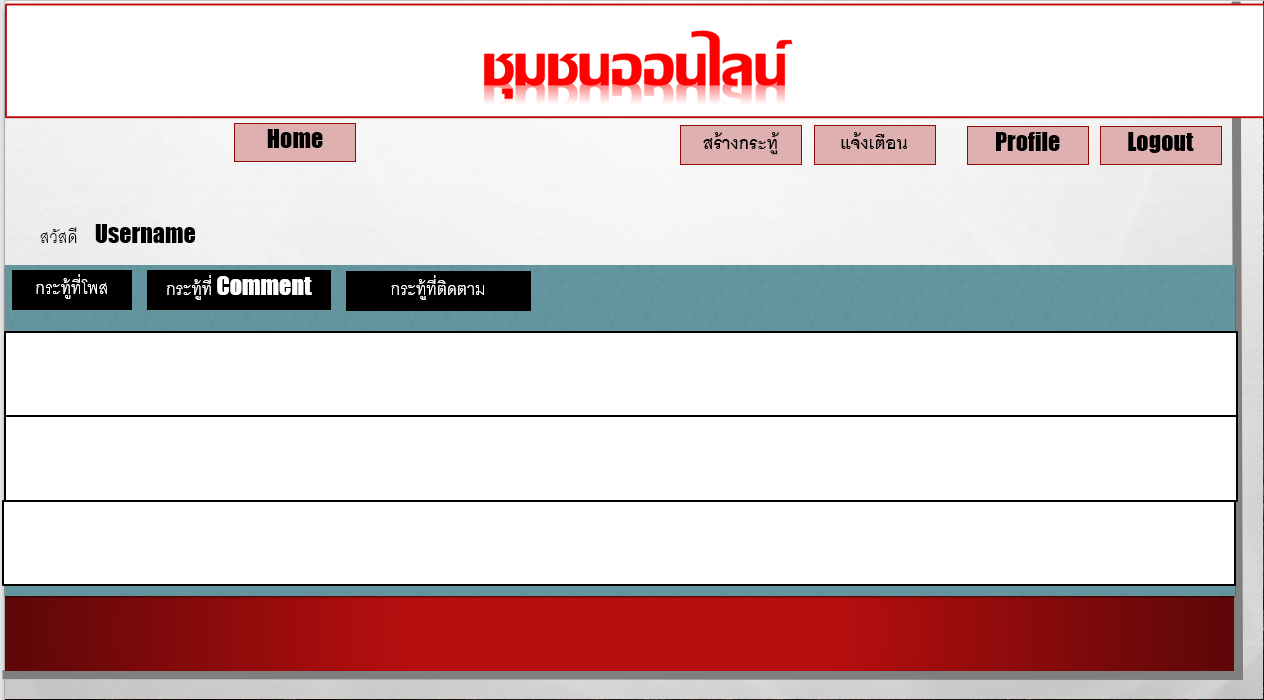 ชุมชนออนไลน์
Home สร้างกระทู้ แจ้งเตือน Profile Logout
สวัสดี Username
กระทู้ที่โพส กระทู้ที่ Comment กระทู้ที่ติดตาม